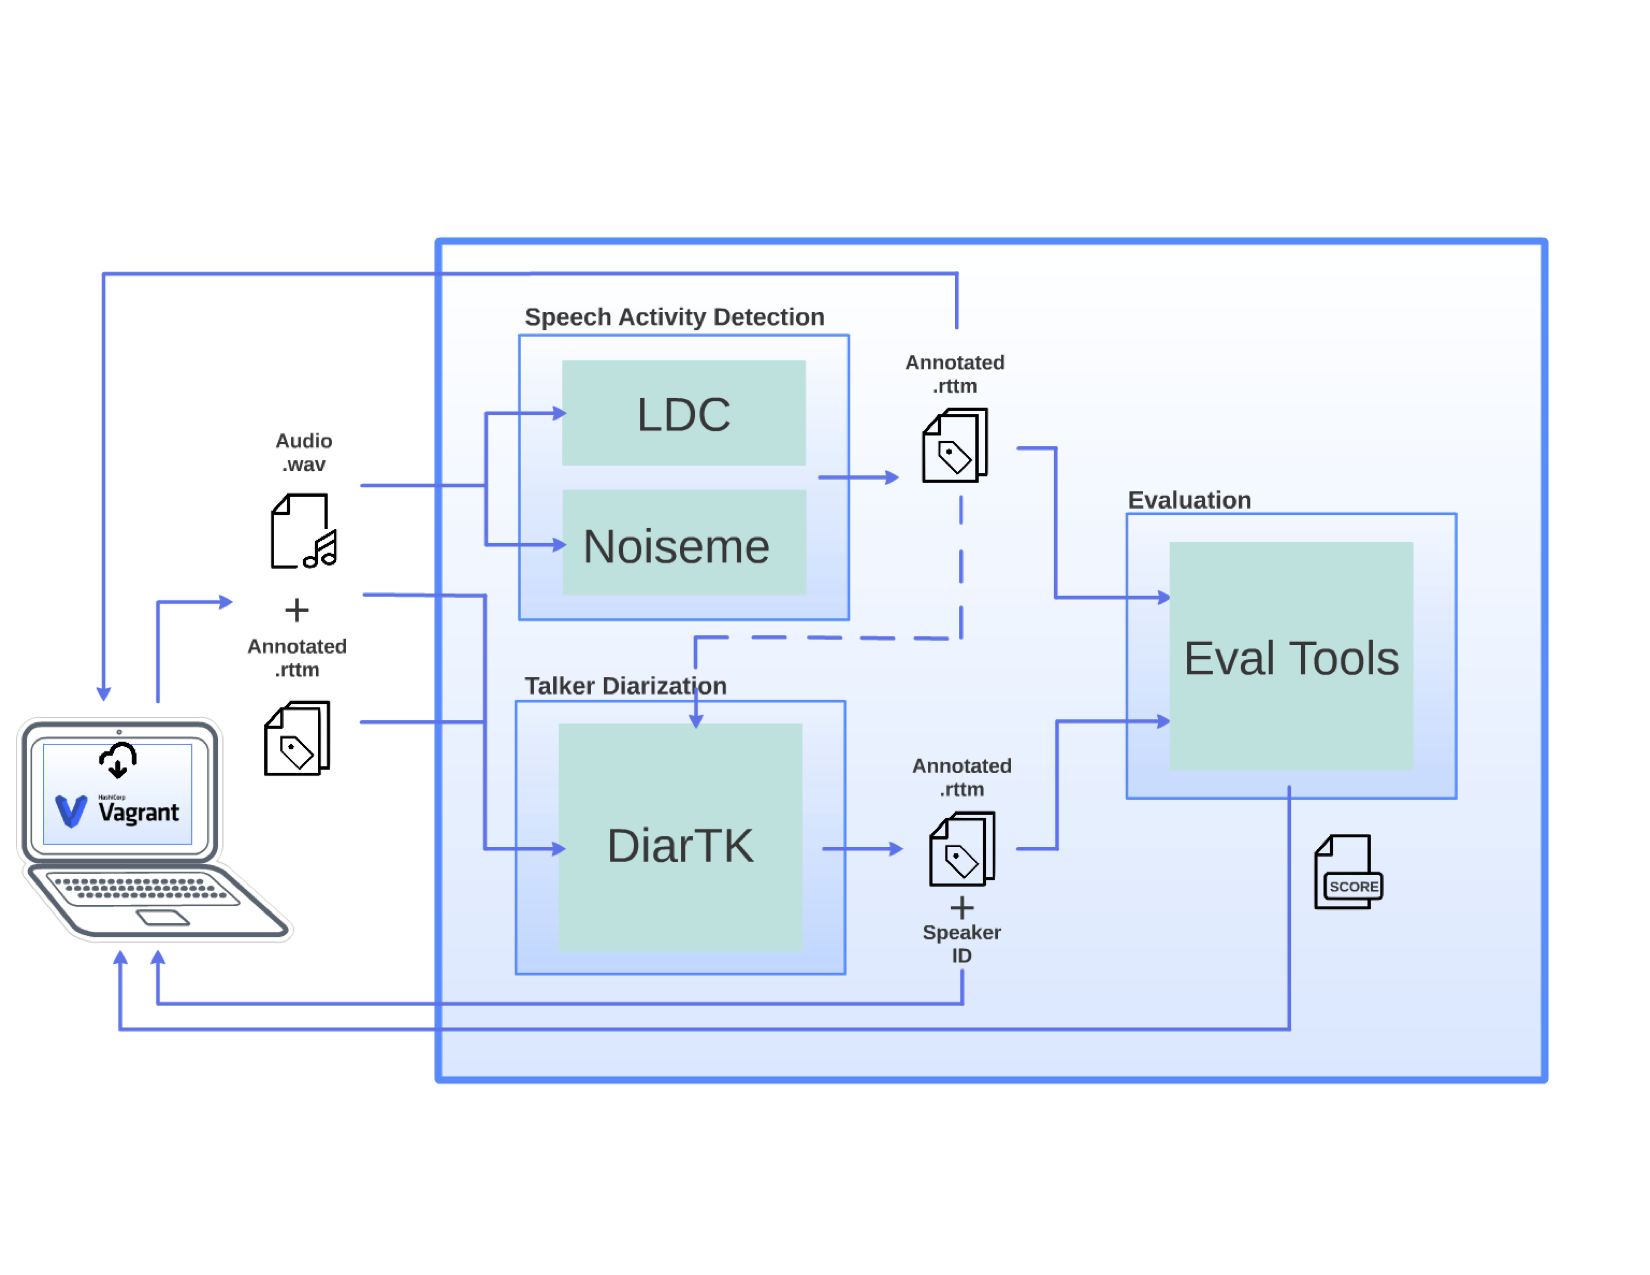 Speech Activity Detection
LDC
Noiseme
Annotated
.rttm
Audio
.wav
+
Annotated
.rttm
Evaluation
Eval Tools
Talker Diarization
DiarTK
Annotated
.rttm
+
Speaker
ID
SCORE
HashiCorp
Vagrant